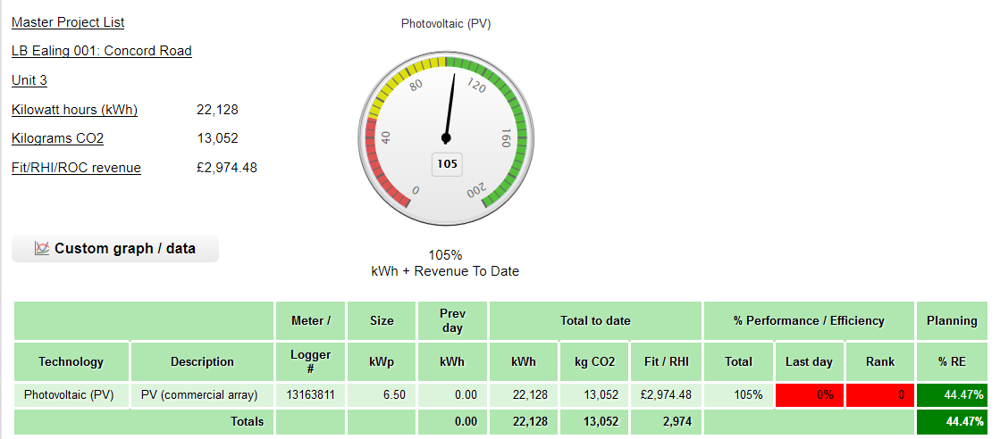 Master Project List
LB Ealing 001: Concord Road
Unit 3
Kilowatt hours (kWh) 22,128
Kilograms CO2 13,052
Fit/RHI/ROC revenue £2,974.48
Custom graph / data
Photovoltaic (PV)
0 40 80 120 160 200
105
105%
kWh + Revenue To Date
Meter / Size Prev day Total to date % Performance / Efficiency Planning
Technology Description Logger # kWp kWh kWh kg CO2 Fit / RHI Total Last day Rank % RE
Photovoltaic (PV) PV (commercial array) 13163811 6.50 0.00 22,128 13,052 £2,974.48 105% 0% 0 44.47%
Totals 0.00 22,128 13,052 2,974 44.47%